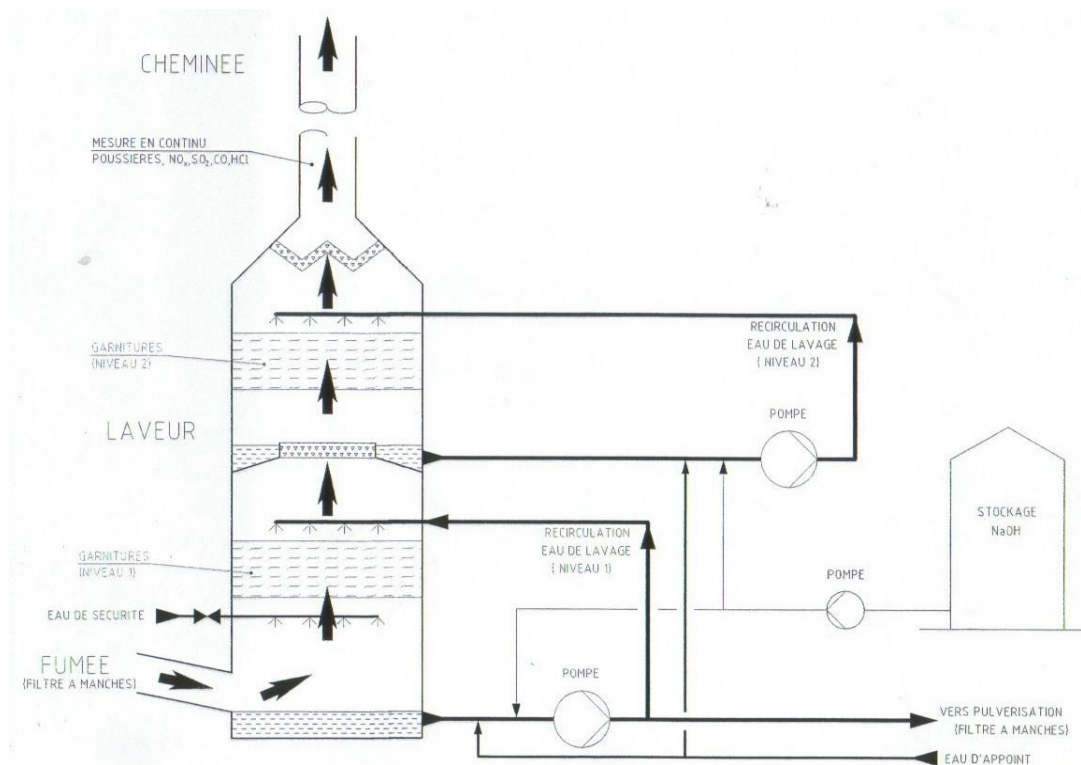 CHEMINEE
MESURE EN CONTINU
POUSSIERES, NOx,SO2,CO,HCl
RECIRCULATION
EAU DE LAVAGE
( NIVEAU 2)
GARNITURES
(NIVEAU 2)
POMPE
LAVEUR
STOCKAGE
NaOH
RECIRCULATION
EAU DE LAVAGE
( NIVEAU 1)
GARNITURES
(NIVEAU 1)
POMPE
EAU DE SECURITE
FUMEE
(FILTRE A MANCHES)
POMPE
VERS PULVERISATION
(FILTRE A MANCHES)
EAU D'APPOINT